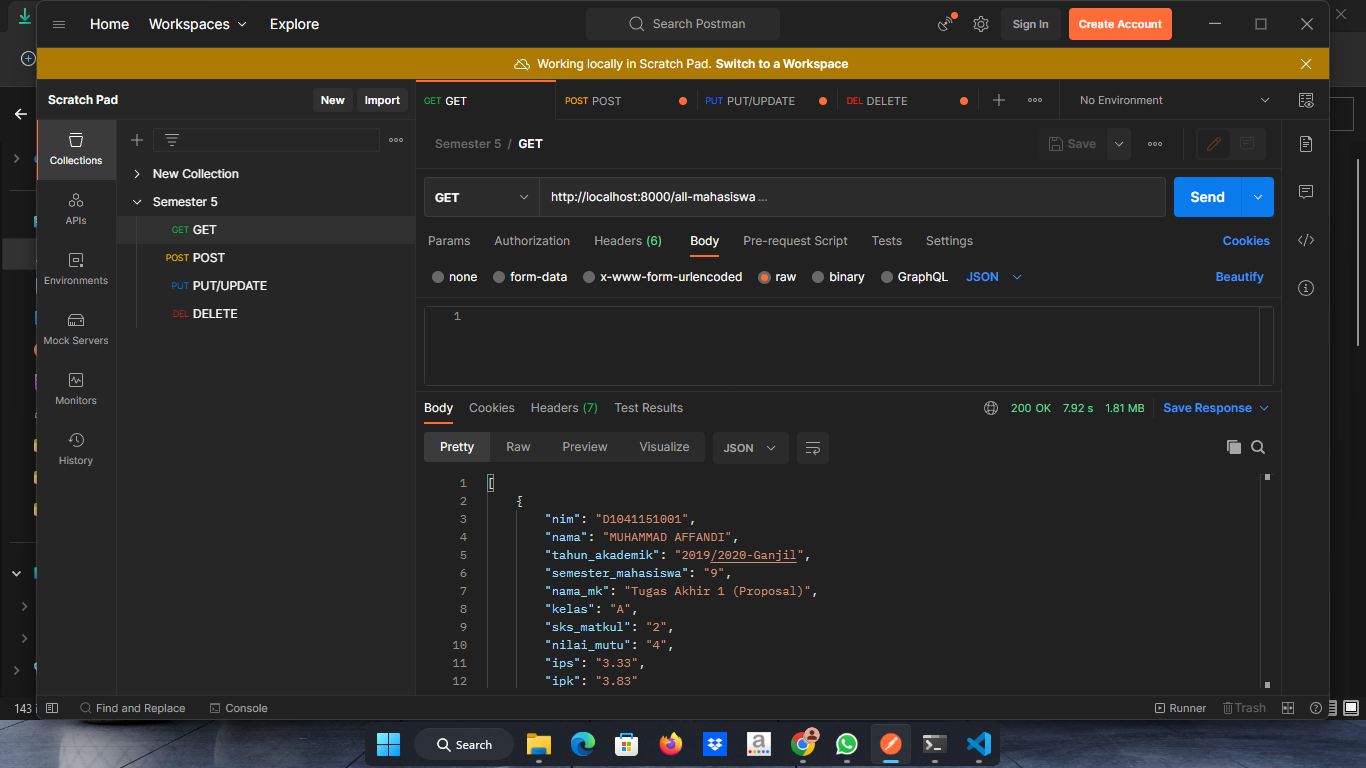 Home Workspaces Explore Search Postman Sign In Create Account
Working locally in Scratch Pad. Switch to a Workspace
Scratch Pad New Import
GET GET POST POST PUT PUT/UPDATE DEL DELETE No Environment
Collections
APIs
Environments
Mock Servers
Monitors
History
New Collection
Semester 5
GET GET
POST POST
PUT PUT/UPDATE
DEL DELETE
Semester 5 / GET Save
GET http://localhost:8000/all-mahasiswa ... Send
Params Authorization Headers (6) Body Pre-request Script Tests Settings Cookies
none form-data x-www-form-urlencoded raw binary GraphQL JSON Beautify
1
Body Cookies Headers (7) Test Results 200 OK 7.92 s 1.81 MB Save Response
Pretty Raw Preview Visualize JSON
1 [
2 {
3 "nim": "D1041151001",
4 "nama": "MUHAMMAD AFFANDI",
5 "tahun_akademik": "2019/2020-Ganjil",
6 "semester_mahasiswa": "9",
7 "nama_mk": "Tugas Akhir 1 (Proposal)",
8 "kelas": "A",
9 "sks_matkul": "2",
10 "nilai_mutu": "4",
11 "ips": "3.33",
12 "ipk": "3.83"
143 Find and Replace Console Runner Trash
Search